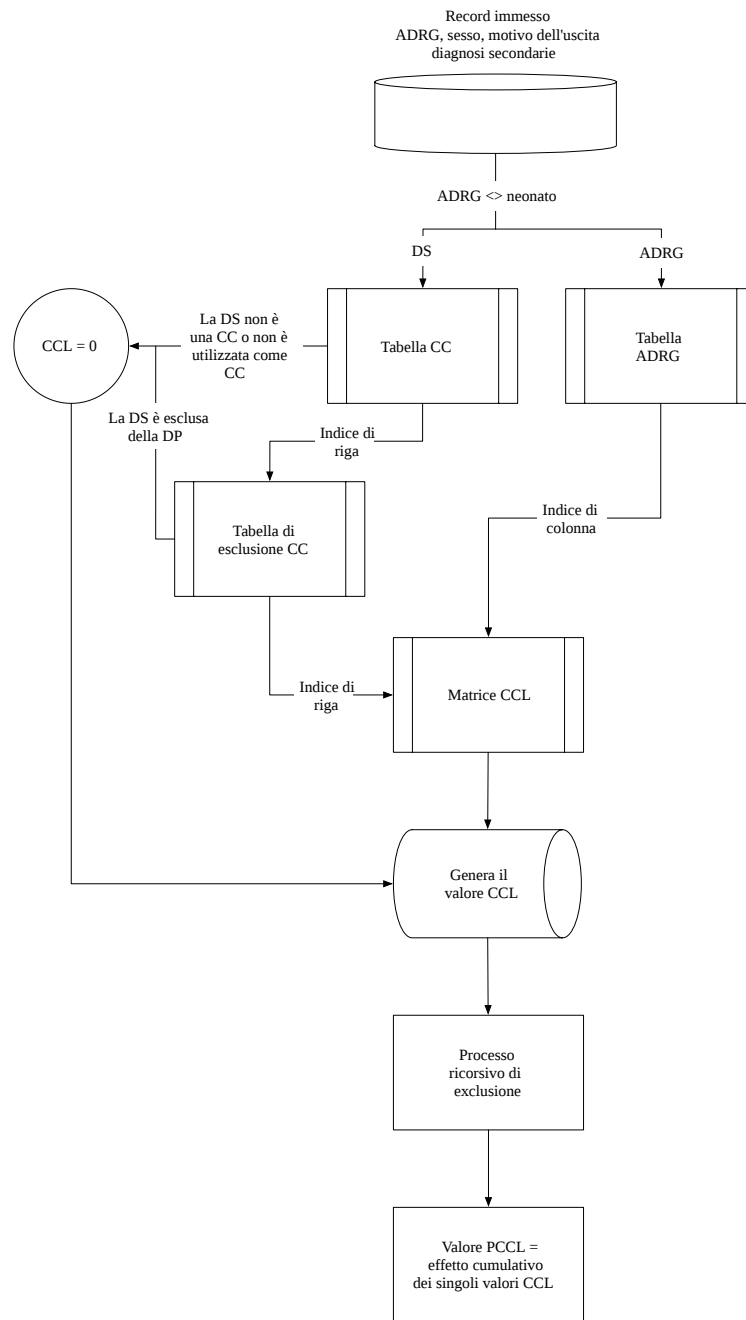 Record immesso
ADRG, sesso, motivo dell'uscita
diagnosi secondarie
ADRG <> neonato
DS
ADRG
CCL = 0
La DS non è
una CC o non è
utilizzata come
CC
Tabella CC
Tabella
ADRG
La DS è esclusa
della DP
Indice di
riga
Tabella di
esclusione CC
Indice di
colonna
Indice di
riga
Matrice CCL
Genera il
valore CCL
Processo
ricorsivo di
exclusione
Valore PCCL =
effetto cumulativo
dei singoli valori CCL